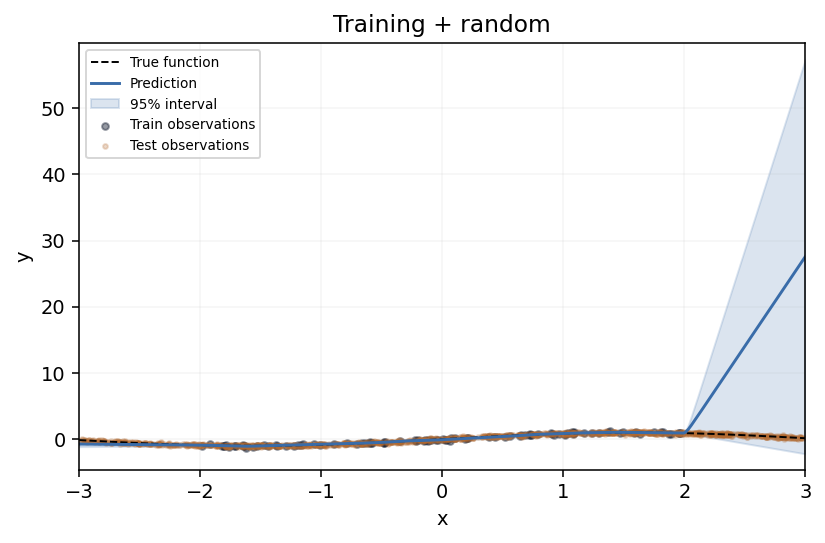 Training + random
True function
Prediction
95% interval
Train observations
Test observations
50
40
30
20
10
0
y
−3 −2 −1 0 1 2 3
x